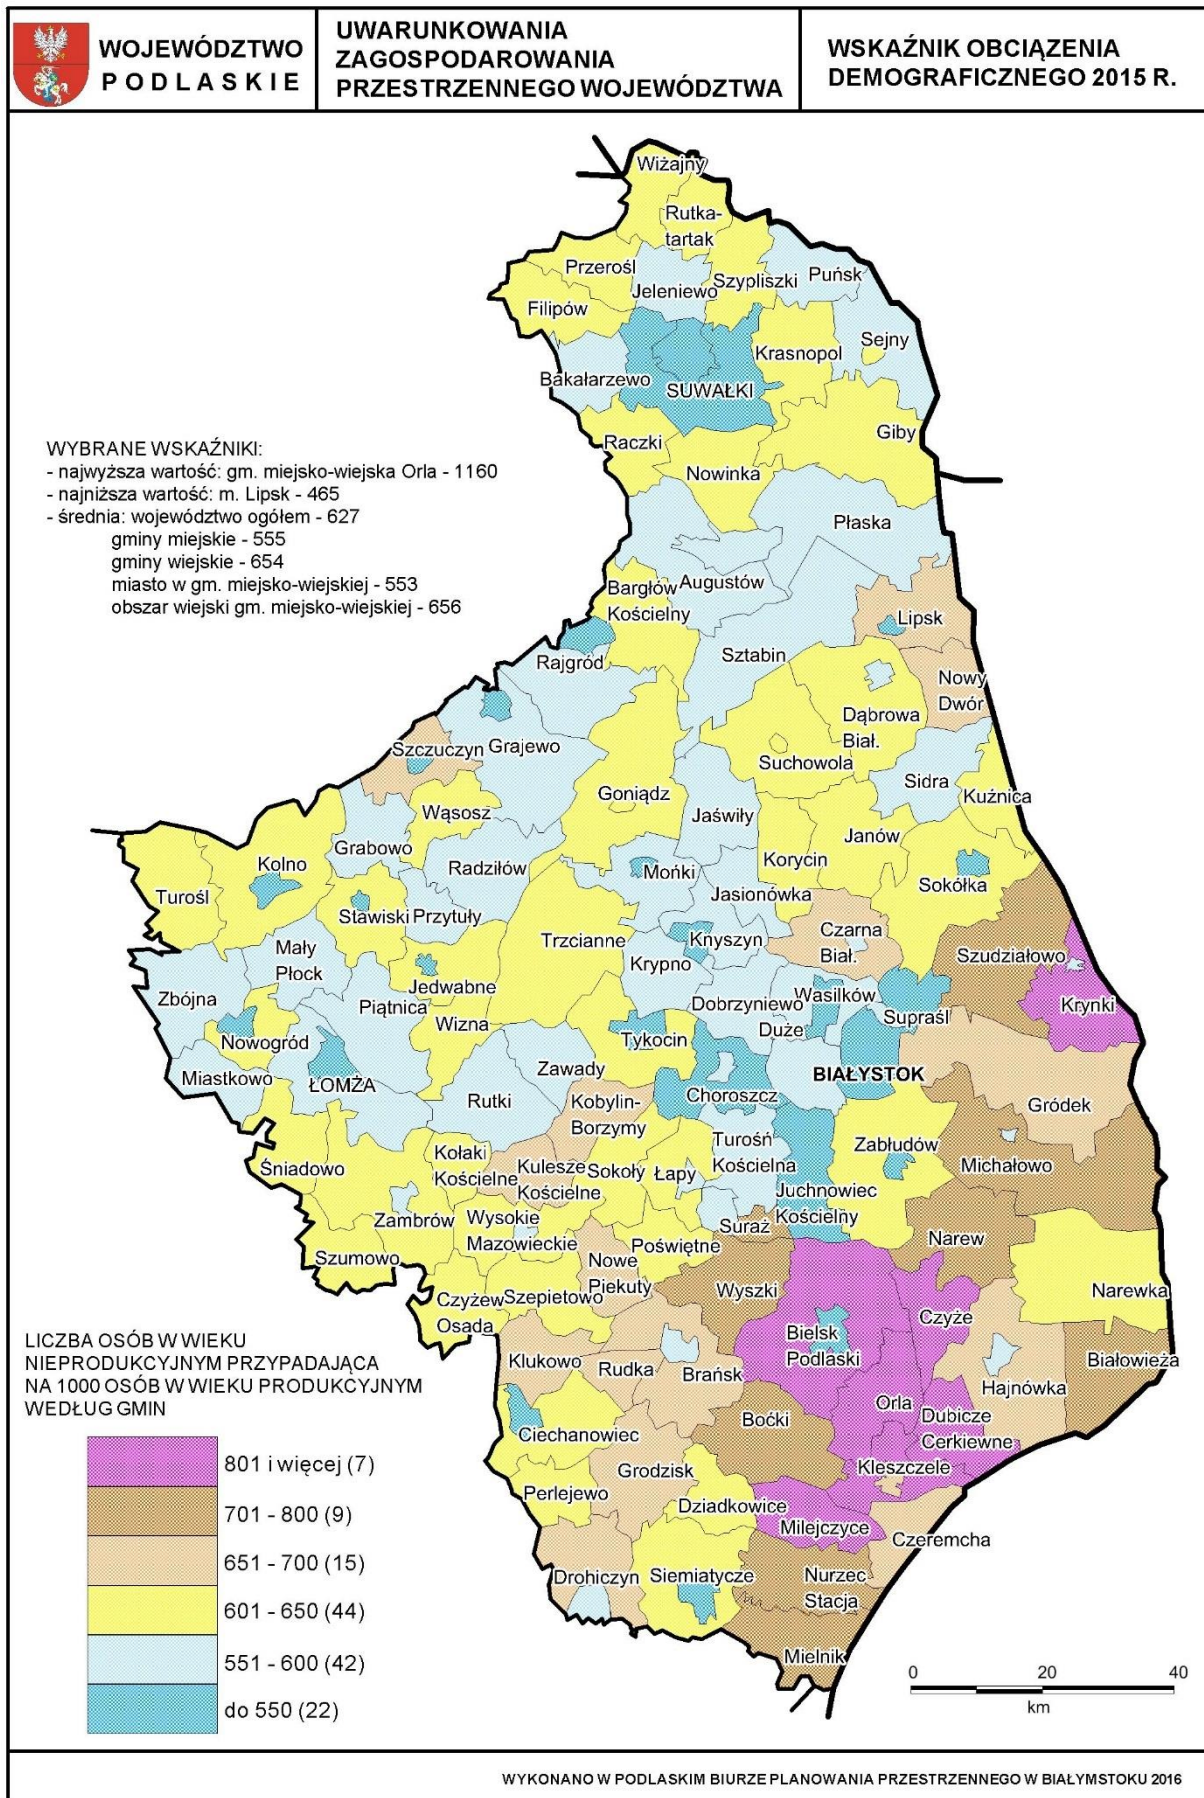 WOJEWÓDZTWO
PODLASKIE
UWARUNKOWANIA
ZAGOSPODAROWANIA
PRZESTRZENNEGO WOJEWÓDZTWA
WSKAŹNIK OBCIĄZENIA
DEMOGRAFICZNEGO 2015 R.
Wiżajny
Rutka-
tartak
Przerośl
Jeleniewo
Szypliszki
Puńsk
Filipów
Sejny
Krasnopol
Bakałarzewo
SUWAŁKI
Giby
Raczki
Nowinka
WYBRANE WSKAŹNIKI:
- najwyższa wartość: gm. miejsko-wiejska Orla - 1160
- najniższa wartość: m. Lipsk - 465
- średnia: województwo ogółem - 627
gminy miejskie - 555
gminy wiejskie - 654
miasto w gm. miejsko-wiejskiej - 553
obszar wiejski gm. miejsko-wiejskiej - 656
Płaska
Augustów
Bargłów
Kościelny
Lipsk
Rajgród
Sztabin
Nowy
Dwór
Dąbrowa
Biał.
Szczuczyn
Grajewo
Suchowola
Sidra
Kuźnica
Goniądz
Wąsosz
Jaświły
Janów
Grabowo
Kolno
Radziłów
Mońki
Korycin
Sokółka
Turośl
Jasionówka
Stawiski
Przytuły
Trzcianne
Knyszyn
Czarna
Biał.
Szudziałowo
Mały
Płock
Krypno
Jedwabne
Zbójna
Piątnica
Dobrzyniewo
Duże
Wasilków
Supraśl
Krynki
Wizna
Nowogród
Tykocin
Miastkowo
ŁOMŻA
Zawady
BIAŁYSTOK
Rutki
Choroszcz
Kobylin-
Borzymy
Gródek
Turośń
Kościelna
Zabłudów
Kołaki
Kościelne
Śniadowo
Kulesze
Kościelne
Sokoły
Łapy
Michałowo
Juchnowiec
Kościelny
Zambrów
Wysokie
Mazowieckie
Suraż
Narew
Szumowo
Poświętne
Nowe
Piekuty
Wyszki
Narewka
Czyżew
Osada
Szepietowo
Czyże
Bielsk
Podlaski
Klukowo
Rudka
Brańsk
Białowieża
Hajnówka
Orla
Boćki
Dubicze
Cerkiewne
Ciechanowiec
Kleszczele
Grodzisk
Perlejewo
Dziadkowice
Milejczyce
Czeremcha
Drohiczyn
Siemiatycze
Nurzec
Stacja
Mielnik
LICZBA OSÓB W WIEKU
NIEPRODUKCYJNYM PRZYPADAJĄCA
NA 1000 OSÓB W WIEKU PRODUKCYJNYM
WEDŁUG GMIN
801 i więcej (7)
701 - 800 (9)
651 - 700 (15)
601 - 650 (44)
551 - 600 (42)
do 550 (22)
0 20 40
km
WYKONANO W PODLASKIM BIURZE PLANOWANIA PRZESTRZENNEGO W BIAŁYMSTOKU 2016